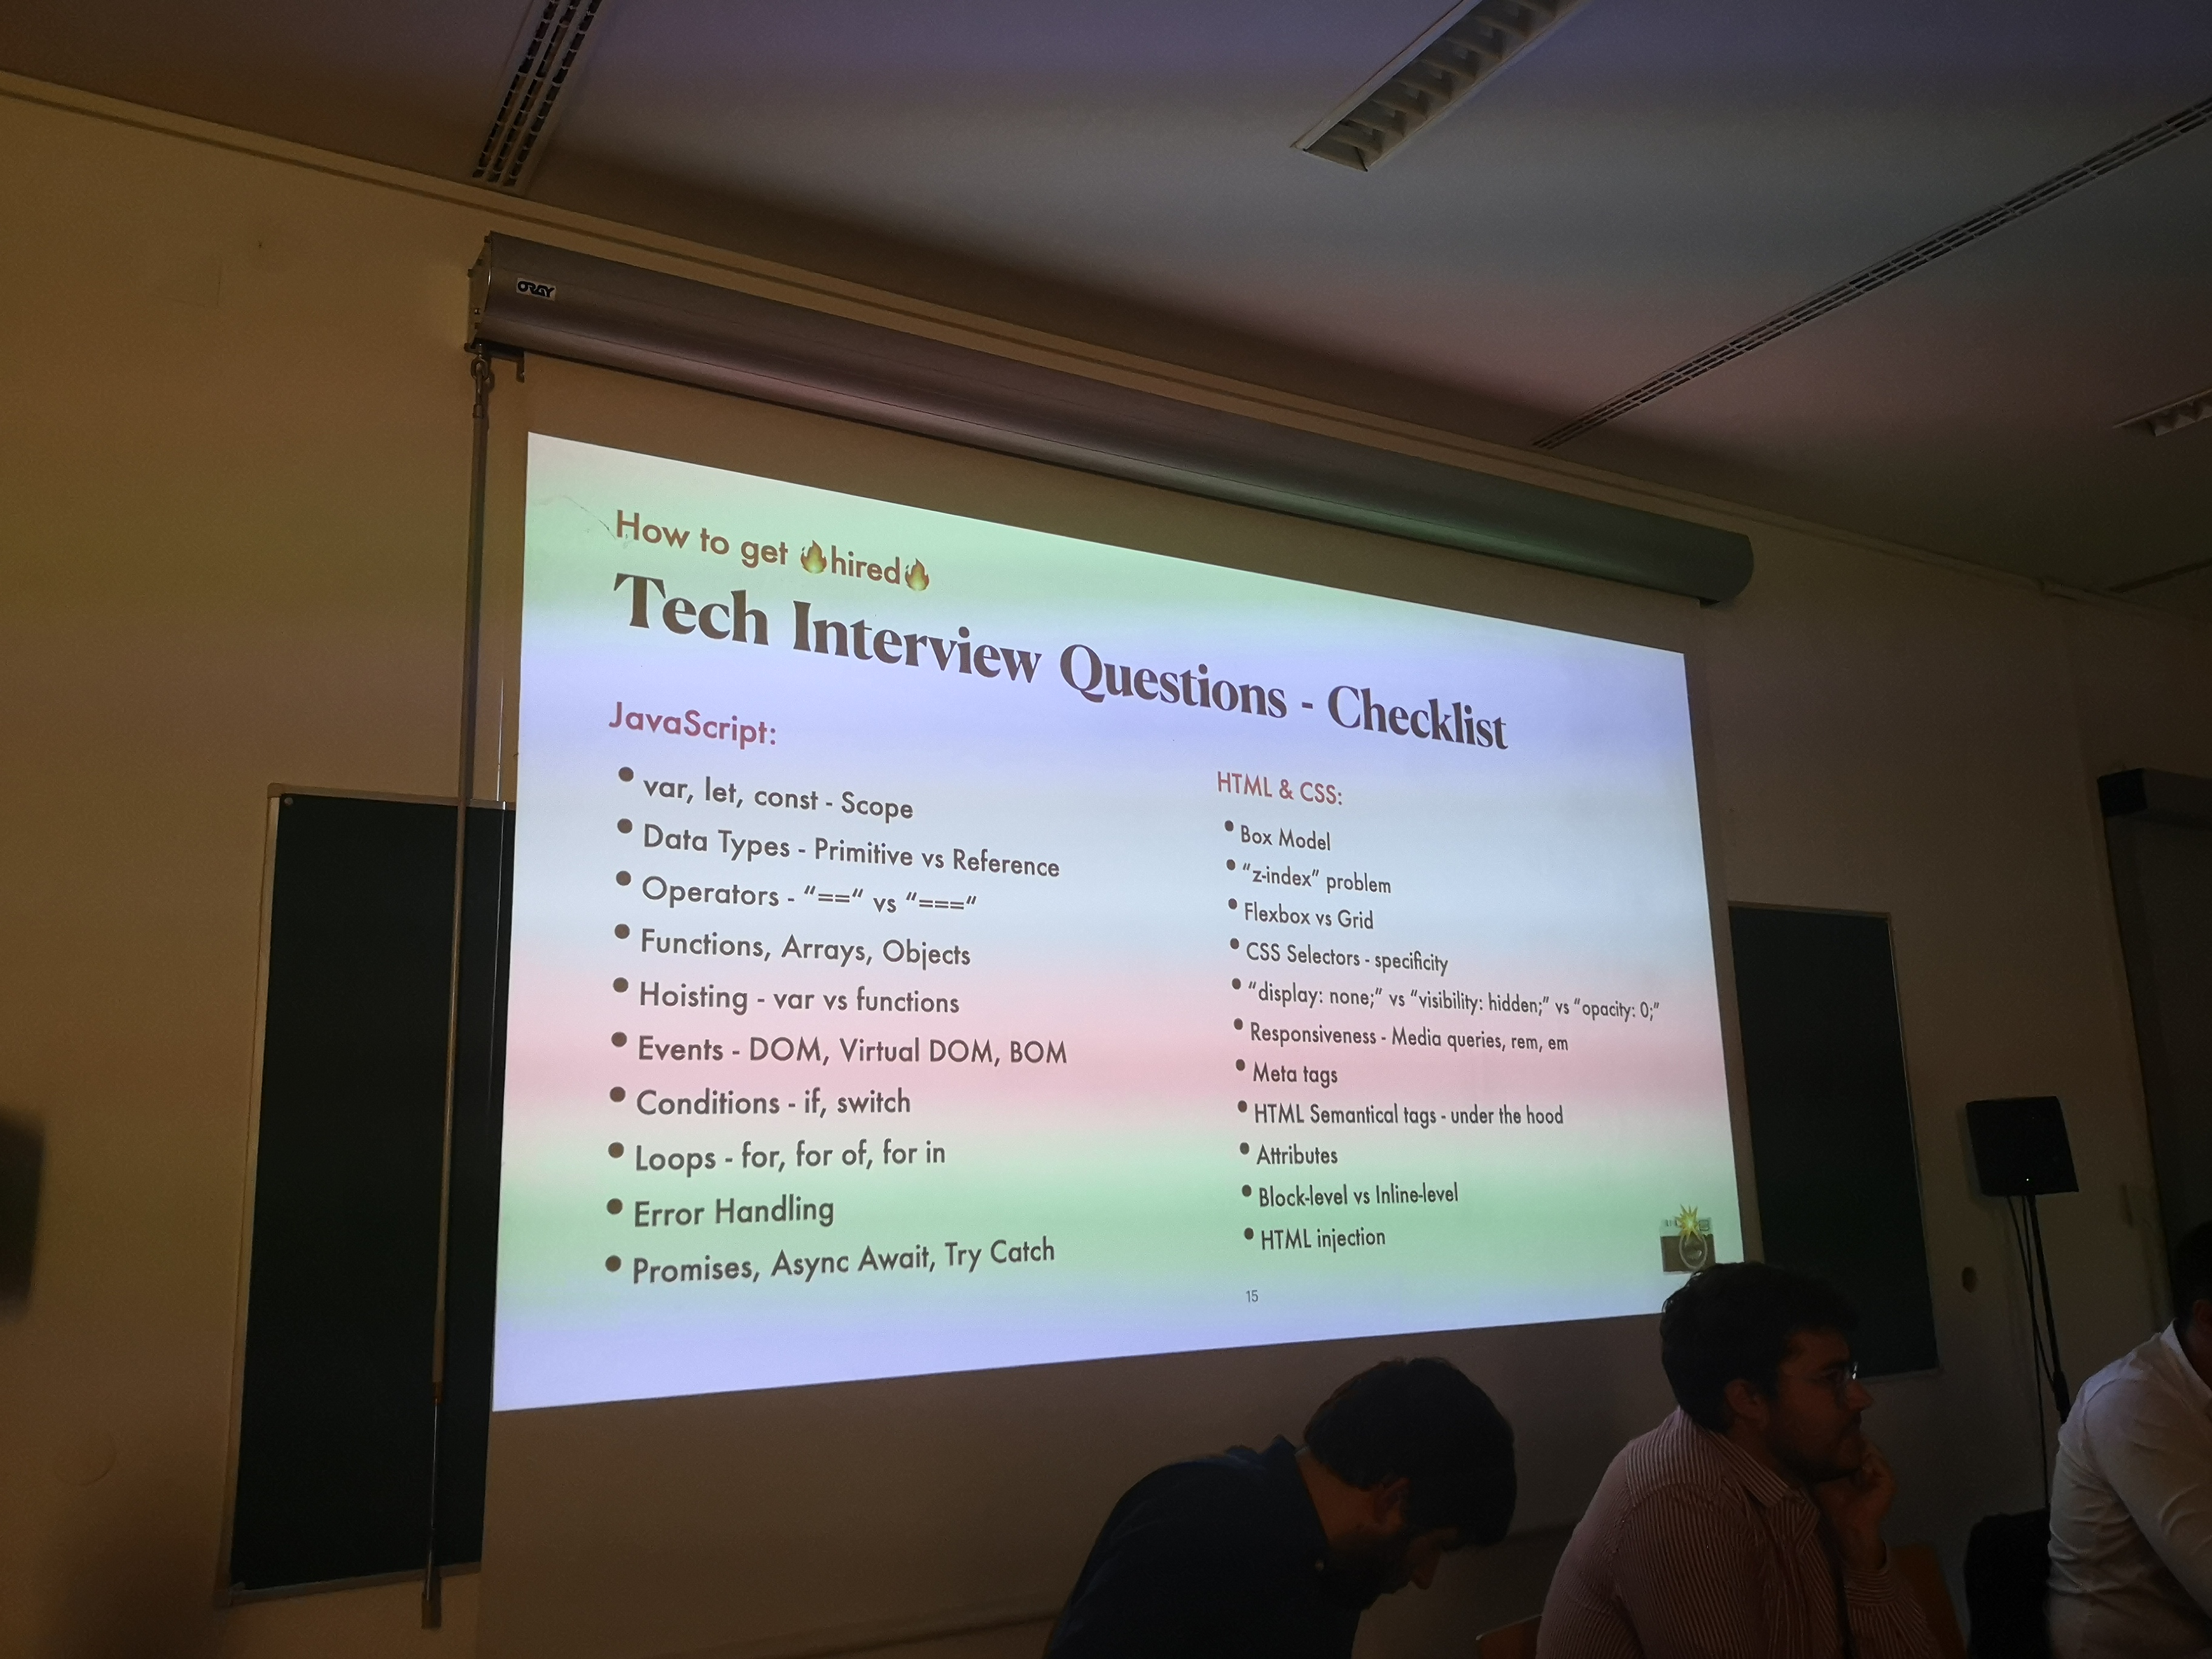 ORAY
How to get 🔥hired🔥
Tech Interview Questions - Checklist
JavaScript:
• var, let, const - Scope
• Data Types - Primitive vs Reference
• Operators - “==“ vs “===“
• Functions, Arrays, Objects
• Hoisting - var vs functions
• Events - DOM, Virtual DOM, BOM
• Conditions - if, switch
• Loops - for, for of, for in
• Error Handling
• Promises, Async Await, Try Catch
HTML & CSS:
• Box Model
• “z-index” problem
• Flexbox vs Grid
• CSS Selectors - specificity
• “display: none;” vs “visibility: hidden;” vs “opacity: 0;”
• Responsiveness - Media queries, rem, em
• Meta tags
• HTML Semantical tags - under the hood
• Attributes
• Block-level vs Inline-level
• HTML injection
15